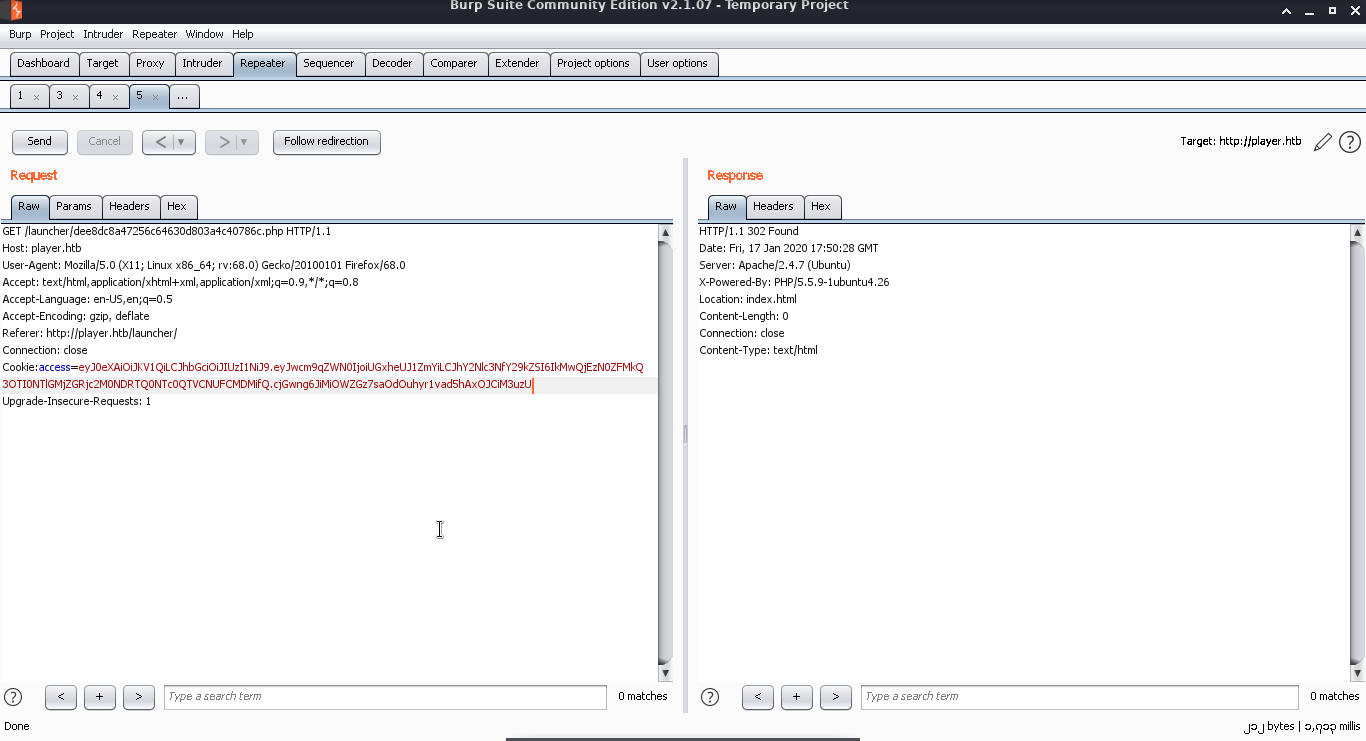 Burp Suite Community Edition v2.1.07 - Temporary Project
Burp Project Intruder Repeater Window Help
Dashboard Target Proxy Intruder Repeater Sequencer Decoder Comparer Extender Project options User options
1 × 3 × 4 × 5 × ...
Send Cancel < | ▼ > | ▼ Follow redirection Target: http://player.htb ?
Request
Raw Params Headers Hex
GET /launcher/dee8dc8a47256c64630d803a4c40786c.php HTTP/1.1
Host: player.htb
User-Agent: Mozilla/5.0 (X11; Linux x86_64; rv:68.0) Gecko/20100101 Firefox/68.0
Accept: text/html,application/xhtml+xml,application/xml;q=0.9,*/*;q=0.8
Accept-Language: en-US,en;q=0.5
Accept-Encoding: gzip, deflate
Referer: http://player.htb/launcher/
Connection: close
Cookie:access=eyJ0eXAiOiJKV1QiLCJhbGciOiJIUzI1NiJ9.eyJwcm9qZWN0IjoiUGxheUJ1ZmYiLCJhY2Nlc3NfY29kZSI6IkMwQjEzN0ZFMkQ
3OTI0NTlGMjZGRjc2M0NDRTQ0NTc0QTVCNUFCMDMifQ.cjGwng6JiMiOWZGz7saOdOuhyr1vad5hAxOJCiM3uzU
Upgrade-Insecure-Requests: 1
Response
Raw Headers Hex
HTTP/1.1 302 Found
Date: Fri, 17 Jan 2020 17:50:28 GMT
Server: Apache/2.4.7 (Ubuntu)
X-Powered-By: PHP/5.5.9-1ubuntu4.26
Location: index.html
Content-Length: 0
Connection: close
Content-Type: text/html
? < + > Type a search term 0 matches
? < + > Type a search term 0 matches
Done
bytes | millis